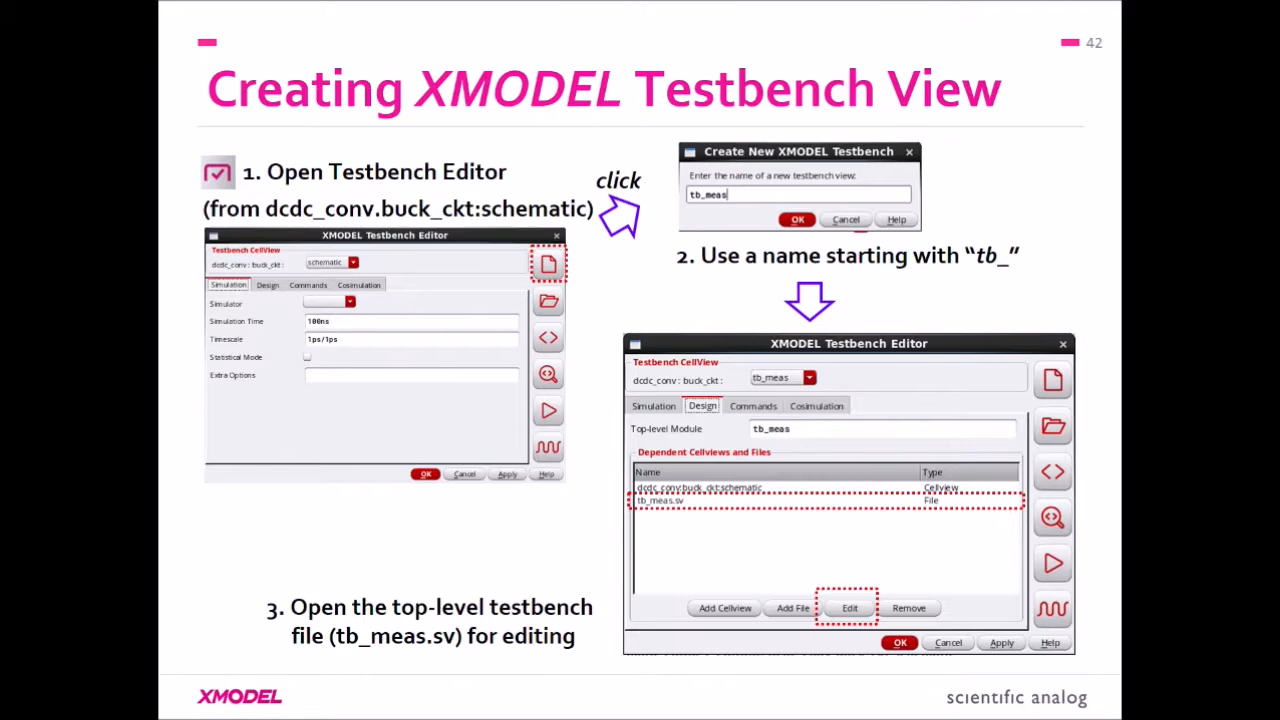 42
Creating XMODEL Testbench View
1. Open Testbench Editor
(from dcdc_conv.buck_ckt:schematic)
click
XMODEL Testbench Editor
Testbench CellView
dcdc_conv : buck_ckt :
schematic
Simulation Design Commands Cosimulation
Simulator
Simulation Time 100ns
Timescale 1ps/1ps
Statistical Mode
Extra Options
OK Cancel Apply Help
Create New XMODEL Testbench
Enter the name of a new testbench view:
tb_meas
OK Cancel Help
2. Use a name starting with “tb_”
XMODEL Testbench Editor
Testbench CellView
dcdc_conv : buck_ckt : tb_meas
Simulation Design Commands Cosimulation
Top-level Module tb_meas
Dependent Cellviews and Files
Name Type
dcdc_conv:buck_ckt:schematic Cellview
tb_meas.sv File
Add Cellview Add File Edit Remove
OK Cancel Apply Help
3. Open the top-level testbench
file (tb_meas.sv) for editing
XMODEL
scientific analog